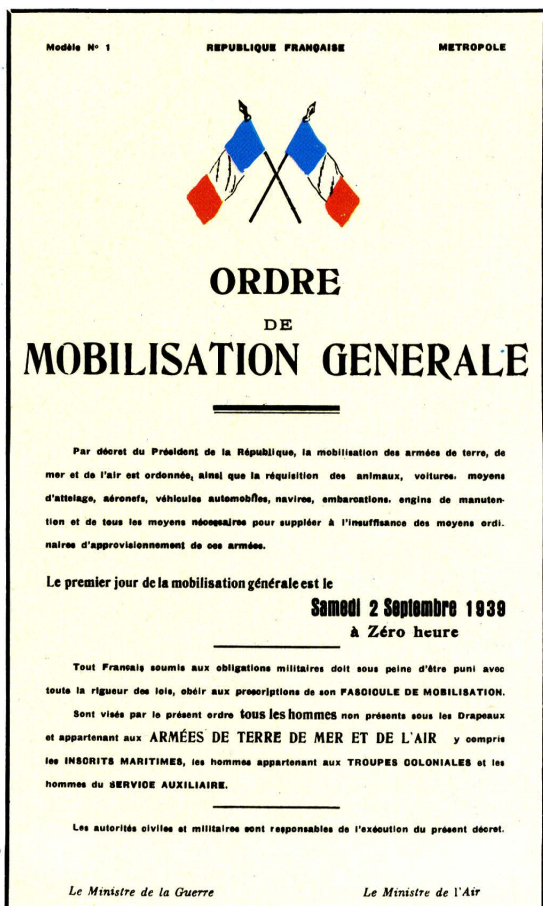 Modèle Nº 1 REPUBLIQUE FRANÇAISE METROPOLE
ORDRE
DE
MOBILISATION GENERALE
Par décret du Président de la République, la mobilisation des armées de terre, de
mer et de l'air est ordonnée, ainsi que la réquisition des animaux, voitures, moyens
d'attelage, aéronefs, véhicules automobiles, navires, embarcations, engins de manuten-
tion et de tous les moyens nécessaires pour suppléer à l'insuffisance des moyens ordi-
naires d'approvisionnement de ces armées.
Le premier jour de la mobilisation générale est le
Samedi 2 Septembre 1939
à Zéro heure
Tout Français soumis aux obligations militaires doit sous peine d'être puni avec
toute la rigueur des lois, obéir aux prescriptions de son FASCICULE DE MOBILISATION.
Sont visés par le présent ordre tous les hommes non présents sous les Drapeaux
et appartenant aux ARMÉES DE TERRE DE MER ET DE L'AIR y compris
les INSCRITS MARITIMES, les hommes appartenant aux TROUPES COLONIALES et les
hommes du SERVICE AUXILIAIRE.
Les autorités civiles et militaires sont responsables de l'exécution du présent décret.
Le Ministre de la Guerre Le Ministre de l'Air